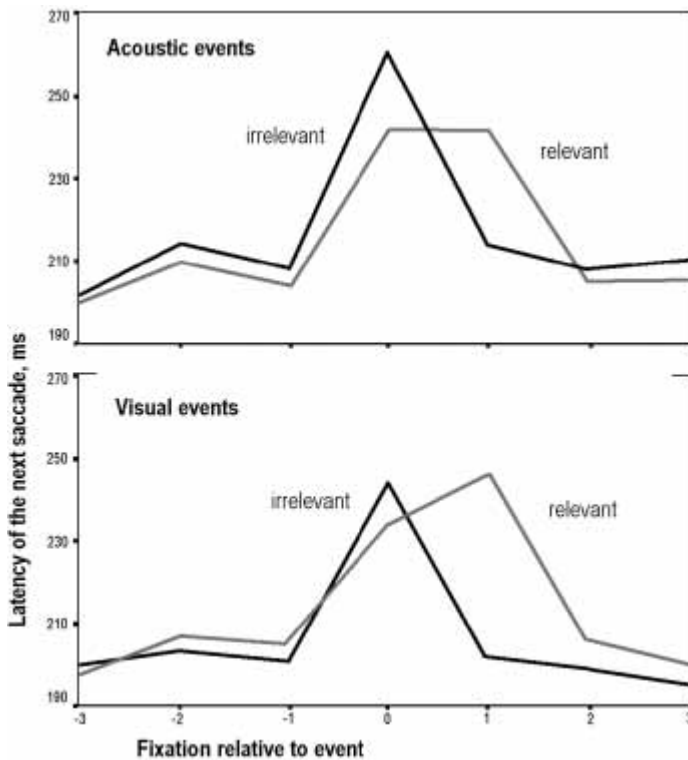 270
Acoustic events
250
irrelevant
relevant
230
210
190
Latency of the next saccade, ms
270
Visual events
250
irrelevant
relevant
230
210
190
-3 -2 -1 0 1 2 3
Fixation relative to event